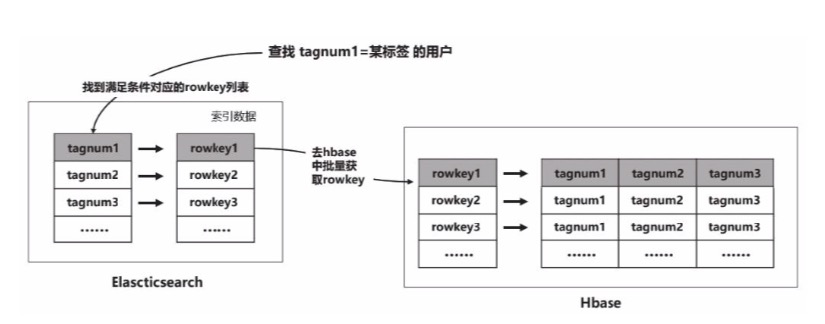 查找 tagnum1=某标签 的用户
找到满足条件对应的rowkey列表
索引数据
tagnum1 rowkey1
tagnum2 rowkey2
tagnum3 rowkey3
…… ……
Elascticsearch
去hbase
中批量获
取rowkey
rowkey1 tagnum1 tagnum2 tagnum3
rowkey2 tagnum1 tagnum2 tagnum3
rowkey3 tagnum1 tagnum2 tagnum3
…… …… …… ……
Hbase